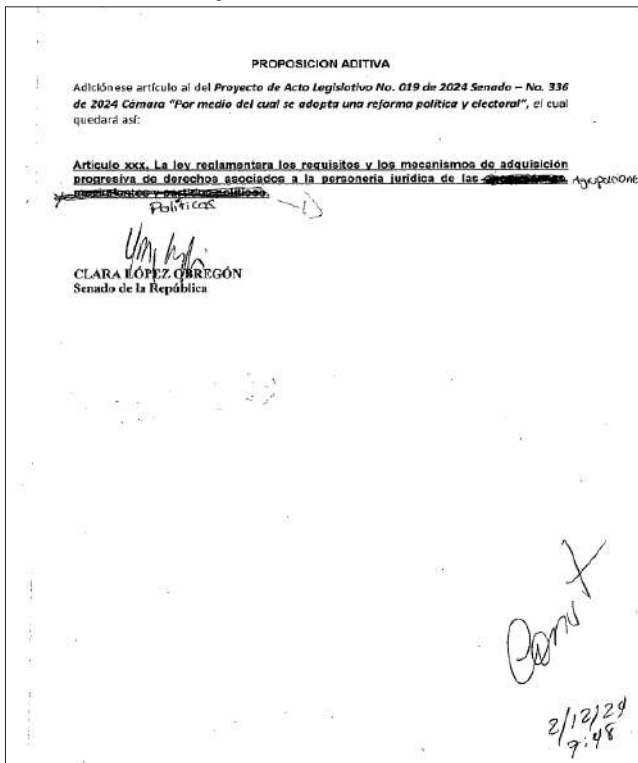 PROPOSICION ADITIVA
Adiciónese artículo al del Proyecto de Acto Legislativo No. 019 de 2024 Senado – No. 336
de 2024 Cámara "Por medio del cual se adopta una reforma política y electoral", el cual
quedará así:
Articulo xxx. La ley reglamentara los requisitos y los mecanismos de adquisición
progresiva de derechos asociados a la personería jurídica de las Agrupaciones
Políticas
CLARA LÓPEZ OBREGÓN
Senado de la República
2/12/24
9:48